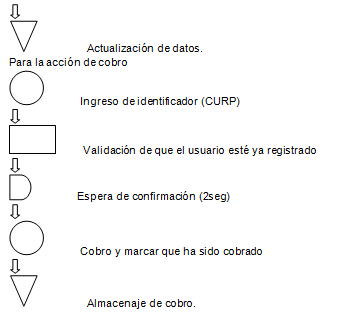 Actualización de datos.
Para la acción de cobro
Ingreso de identificador (CURP)
Validación de que el usuario esté ya registrado
Espera de confirmación (2seg)
Cobro y marcar que ha sido cobrado
Almacenaje de cobro.